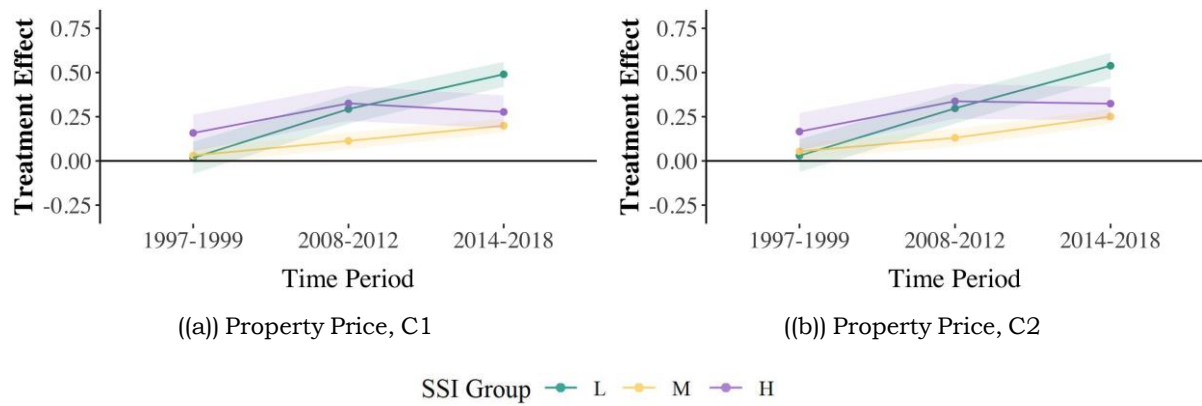 Treatment Effect
0.75
0.50
0.25
0.00
-0.25
1997-1999 2008-2012 2014-2018
Time Period
((a)) Property Price, C1
Treatment Effect
0.75
0.50
0.25
0.00
-0.25
1997-1999 2008-2012 2014-2018
Time Period
((b)) Property Price, C2
SSI Group L M H